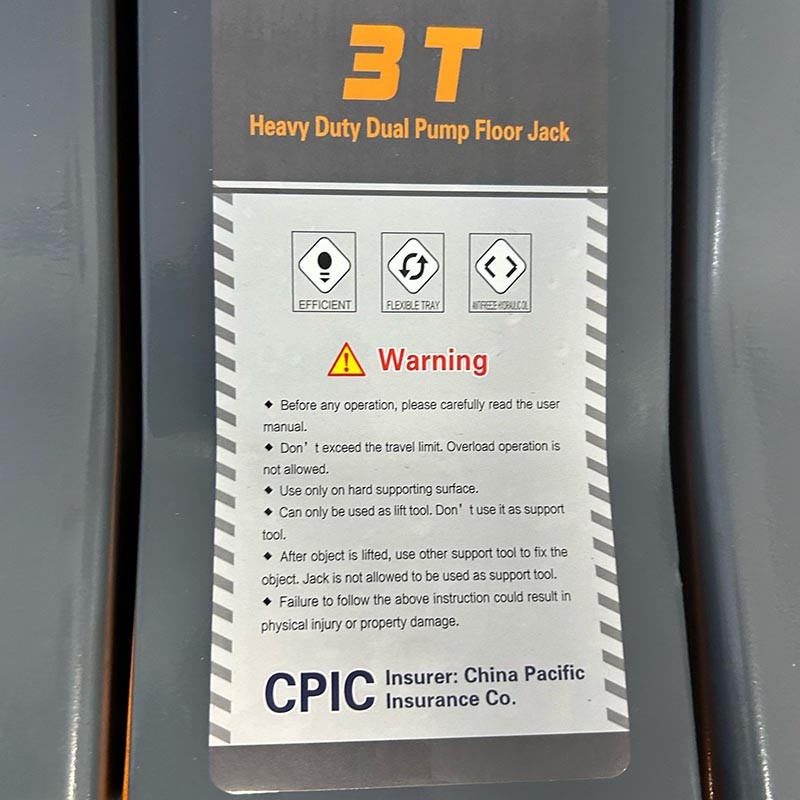 3T
Heavy Duty Dual Pump Floor Jack
EFFICIENT
FLEXIBLE TRAY
ANTIFREEZE HYDRAULIC OIL
Warning
◆ Before any operation, please carefully read the user
manual.
◆ Don't exceed the travel limit. Overload operation is
not allowed.
◆ Use only on hard supporting surface.
◆ Can only be used as lift tool. Don't use it as support
tool.
◆ After object is lifted, use other support tool to fix the
object. Jack is not allowed to be used as support tool.
◆ Failure to follow the above instruction could result in
physical injury or property damage.
CPIC
Insurer: China Pacific
Insurance Co.